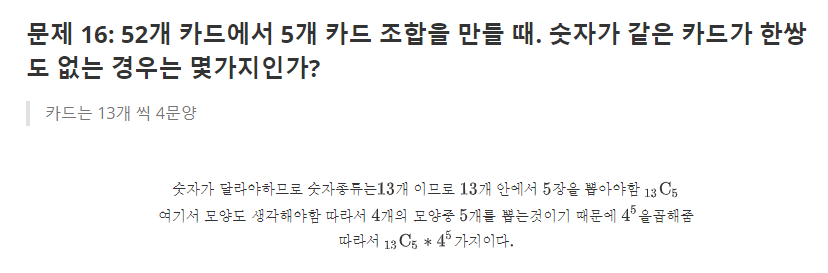 문제 16: 52개 카드에서 5개 카드 조합을 만들 때. 숫자가 같은 카드가 한쌍
도 없는 경우는 몇가지인가?
카드는 13개 씩 4문양
숫자가 달라야하므로 숫자종류는13개 이므로 13개 안에서 5장을 뽑아야함 ₁₃C₅
여기서 모양도 생각해야함 따라서 4개의 모양중 5개를 뽑는것이기 때문에 4⁵을곱해줌
따라서 ₁₃C₅ * 4⁵가지이다.